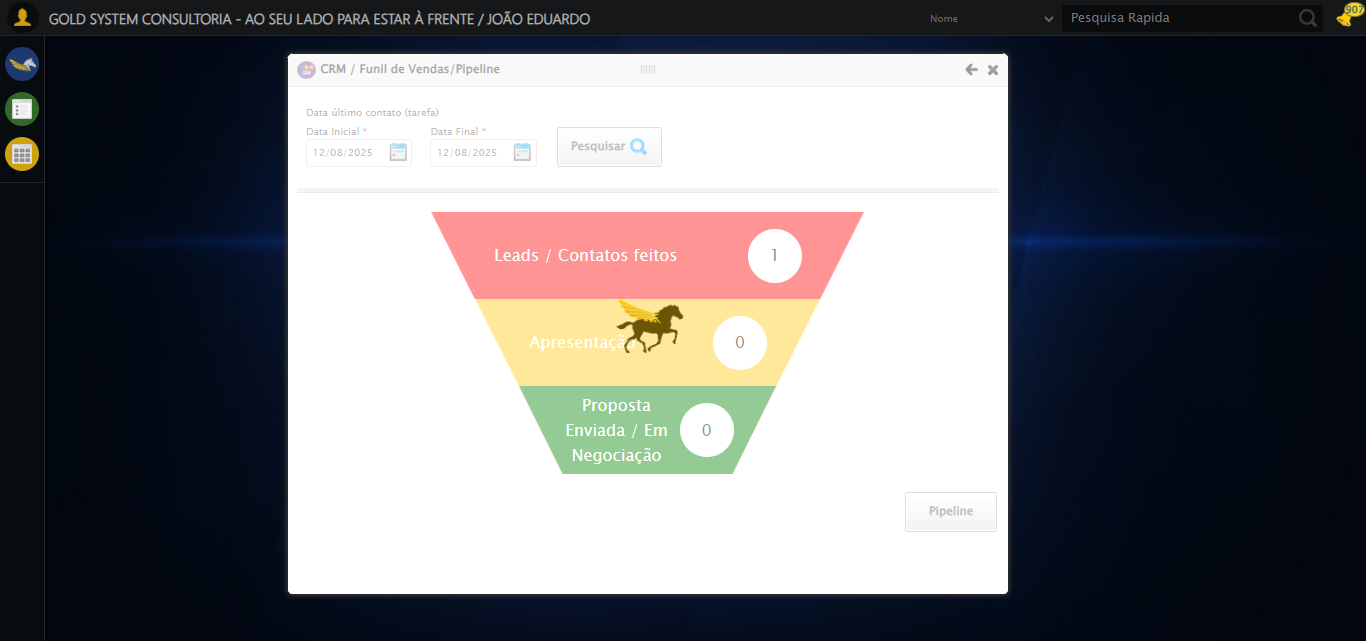 GOLD SYSTEM CONSULTORIA - AO SEU LADO PARA ESTAR À FRENTE / JOÃO EDUARDO
Nome
Pesquisa Rapida
907
CRM / Funil de Vendas/Pipeline
Data último contato (tarefa)
Data Inicial *
Data Final *
12/08/2025
12/08/2025
Pesquisar
Leads / Contatos feitos
1
Apresentação
0
Proposta
Enviada / Em
Negociação
0
Pipeline